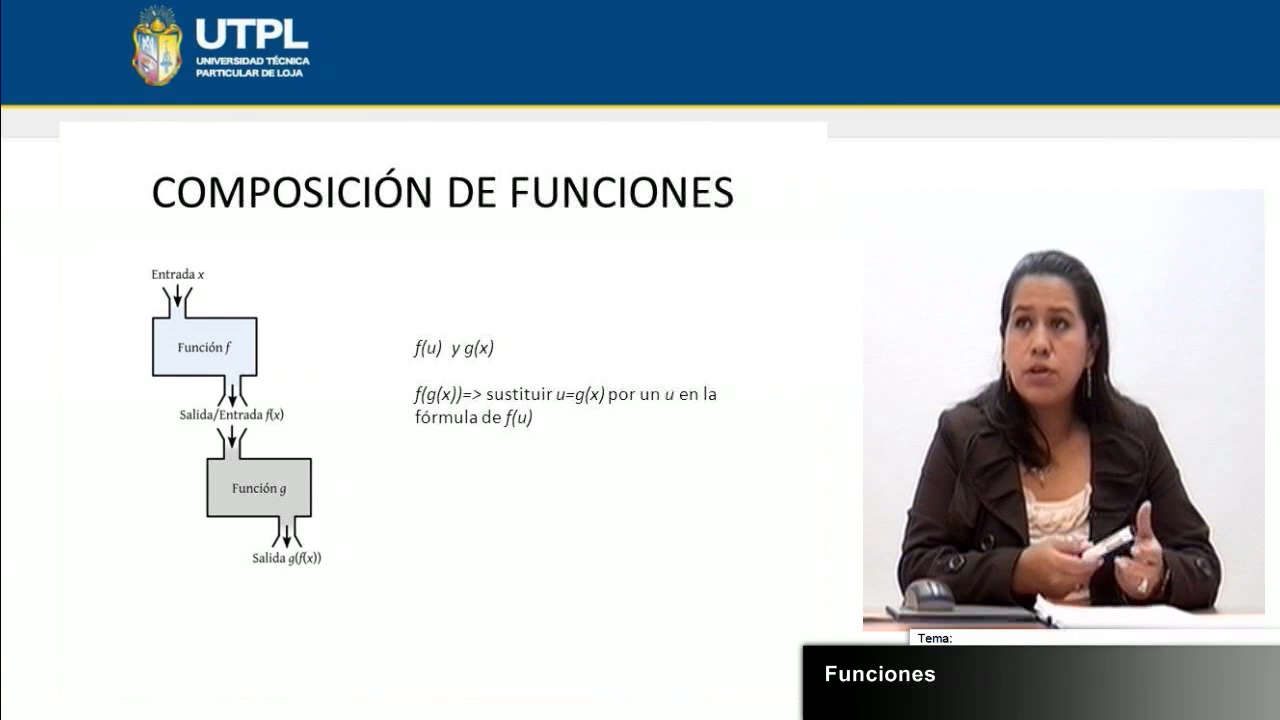 UTPL
UNIVERSIDAD TÉCNICA
PARTICULAR DE LOJA
COMPOSICIÓN DE FUNCIONES
Entrada x
Función f
Salida/Entrada f(x)
Función g
Salida g(f(x))
f(u) y g(x)
f(g(x))=> sustituir u=g(x) por un u en la
fórmula de f(u)
Tema:
Funciones